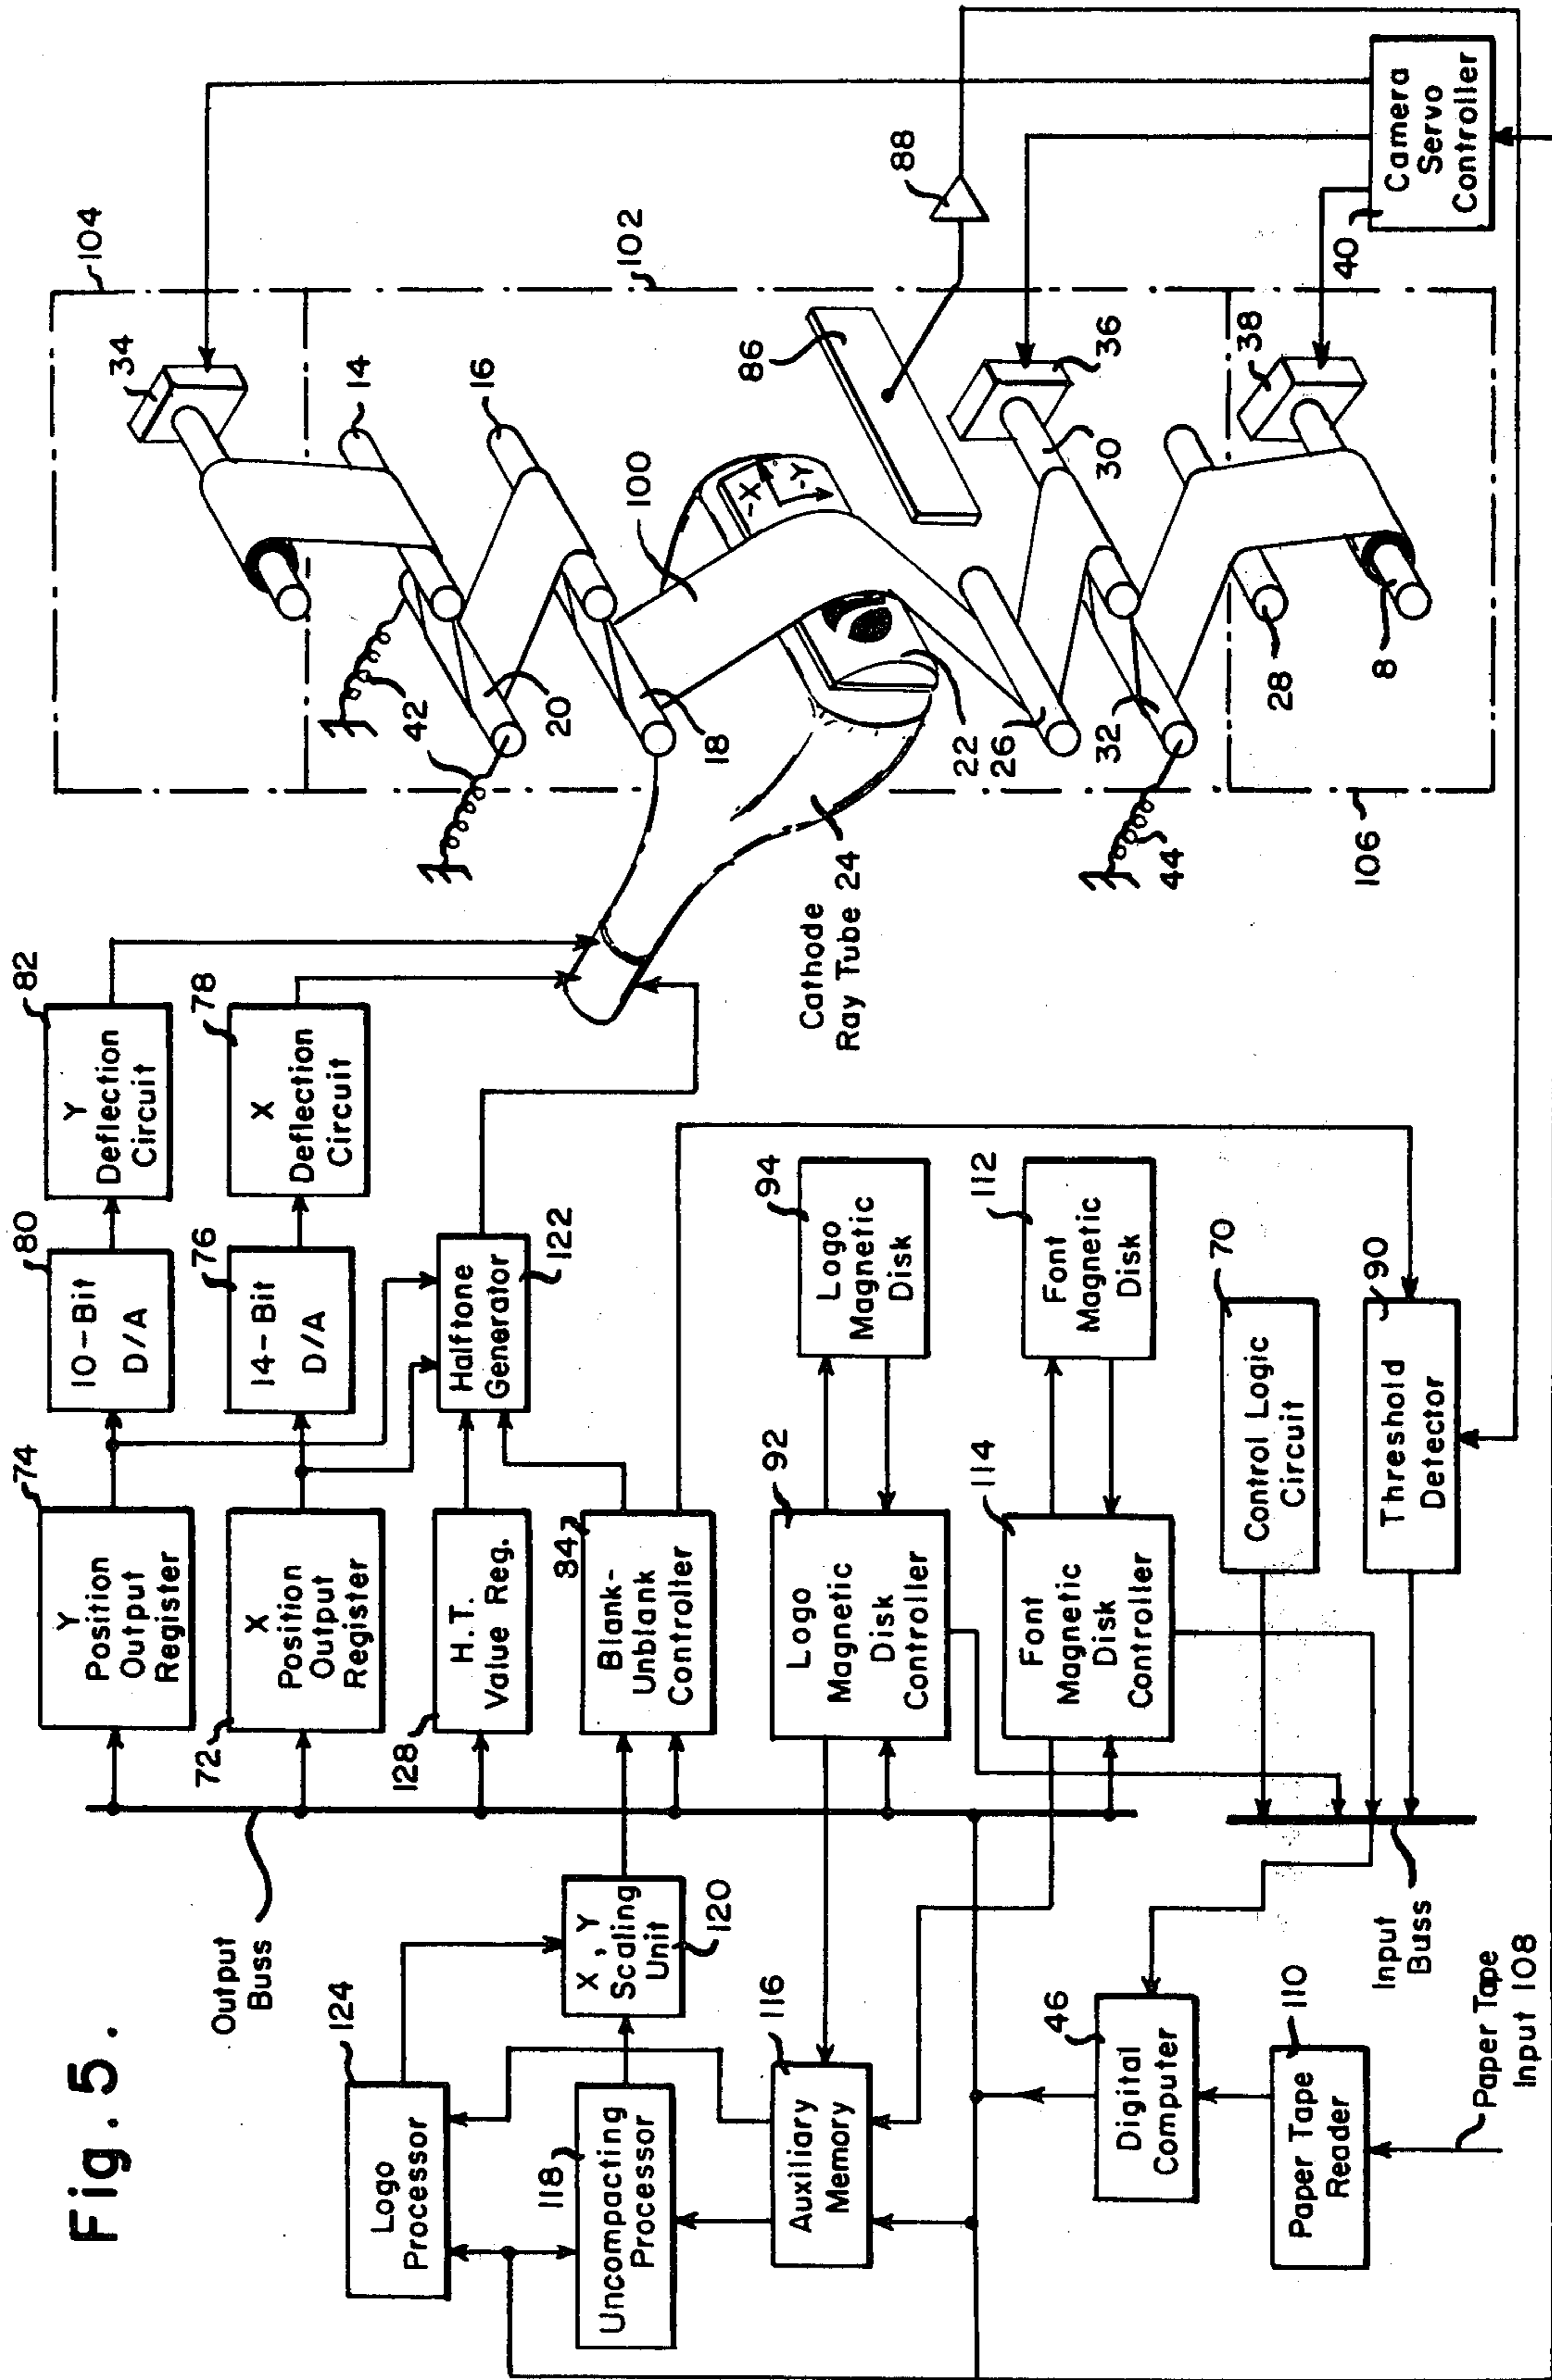 Fig. 5.
Output
Buss
124
Logo
Processor
118
Uncompacting
Processor
X, Y
Scaling
Unit
120
116
Auxiliary
Memory
46
Digital
Computer
110
Paper Tape
Reader
Paper Tape
Input 108
Input
Buss
74
Y
Position
Output
Register
72
X
Position
Output
Register
128
H.T.
Value Reg.
84
Blank-
Unblank
Controller
92
Logo
Magnetic
Disk
Controller
114
Font
Magnetic
Disk
Controller
80
10-Bit
D/A
76
14-Bit
D/A
Halftone
Generator
122
82
Y
Deflection
Circuit
78
X
Deflection
Circuit
94
Logo
Magnetic
Disk
112
Font
Magnetic
Disk
70
Control Logic
Circuit
90
Threshold
Detector
Cathode
Ray Tube 24
104
34
14
42
20
16
18
100
-X
-Y
102
86
88
22
26
30
36
32
44
28
8
38
106
40
Camera
Servo
Controller